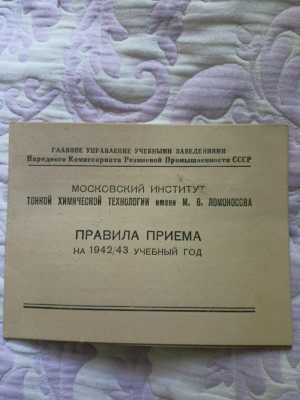 ГЛАВНОЕ УПРАВЛЕНИЕ УЧЕБНЫМИ ЗАВЕДЕНИЯМИ
Народного Комиссариата Резиновой Промышленности СССР
МОСКОВСКИЙ ИНСТИТУТ
ТОНКОЙ ХИМИЧЕСКОЙ ТЕХНОЛОГИИ имени М. В. ЛОМОНОСОВА
ПРАВИЛА ПРИЕМА
НА 1942/43 УЧЕБНЫЙ ГОД